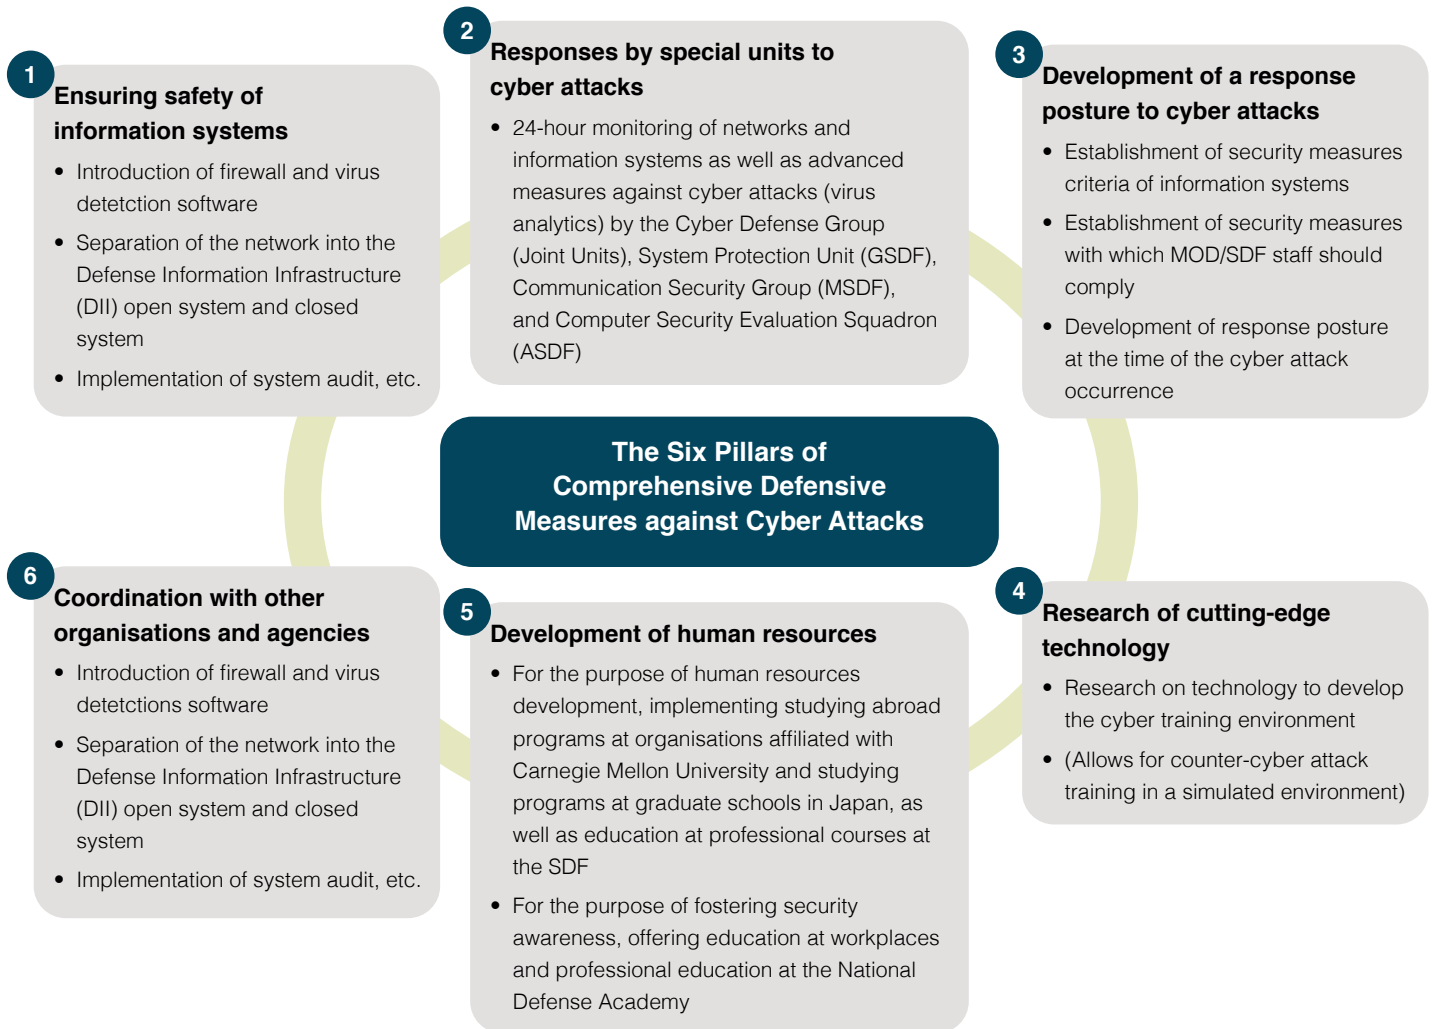 1
Ensuring safety of
information systems
• Introduction of firewall and virus
detetction software
• Separation of the network into the
Defense Information Infrastructure
(DII) open system and closed
system
• Implementation of system audit, etc.
2
Responses by special units to
cyber attacks
• 24-hour monitoring of networks and
information systems as well as advanced
measures against cyber attacks (virus
analytics) by the Cyber Defense Group
(Joint Units), System Protection Unit (GSDF),
Communication Security Group (MSDF),
and Computer Security Evaluation Squadron
(ASDF)
3
Development of a response
posture to cyber attacks
• Establishment of security measures
criteria of information systems
• Establishment of security measures
with which MOD/SDF staff should
comply
• Development of response posture
at the time of the cyber attack
occurrence
The Six Pillars of
Comprehensive Defensive
Measures against Cyber Attacks
6
Coordination with other
organisations and agencies
• Introduction of firewall and virus
detetctions software
• Separation of the network into the
Defense Information Infrastructure
(DII) open system and closed
system
• Implementation of system audit, etc.
5
Development of human resources
• For the purpose of human resources
development, implementing studying abroad
programs at organisations affiliated with
Carnegie Mellon University and studying
programs at graduate schools in Japan, as
well as education at professional courses at
the SDF
• For the purpose of fostering security
awareness, offering education at workplaces
and professional education at the National
Defense Academy
4
Research of cutting-edge
technology
• Research on technology to develop
the cyber training environment
• (Allows for counter-cyber attack
training in a simulated environment)